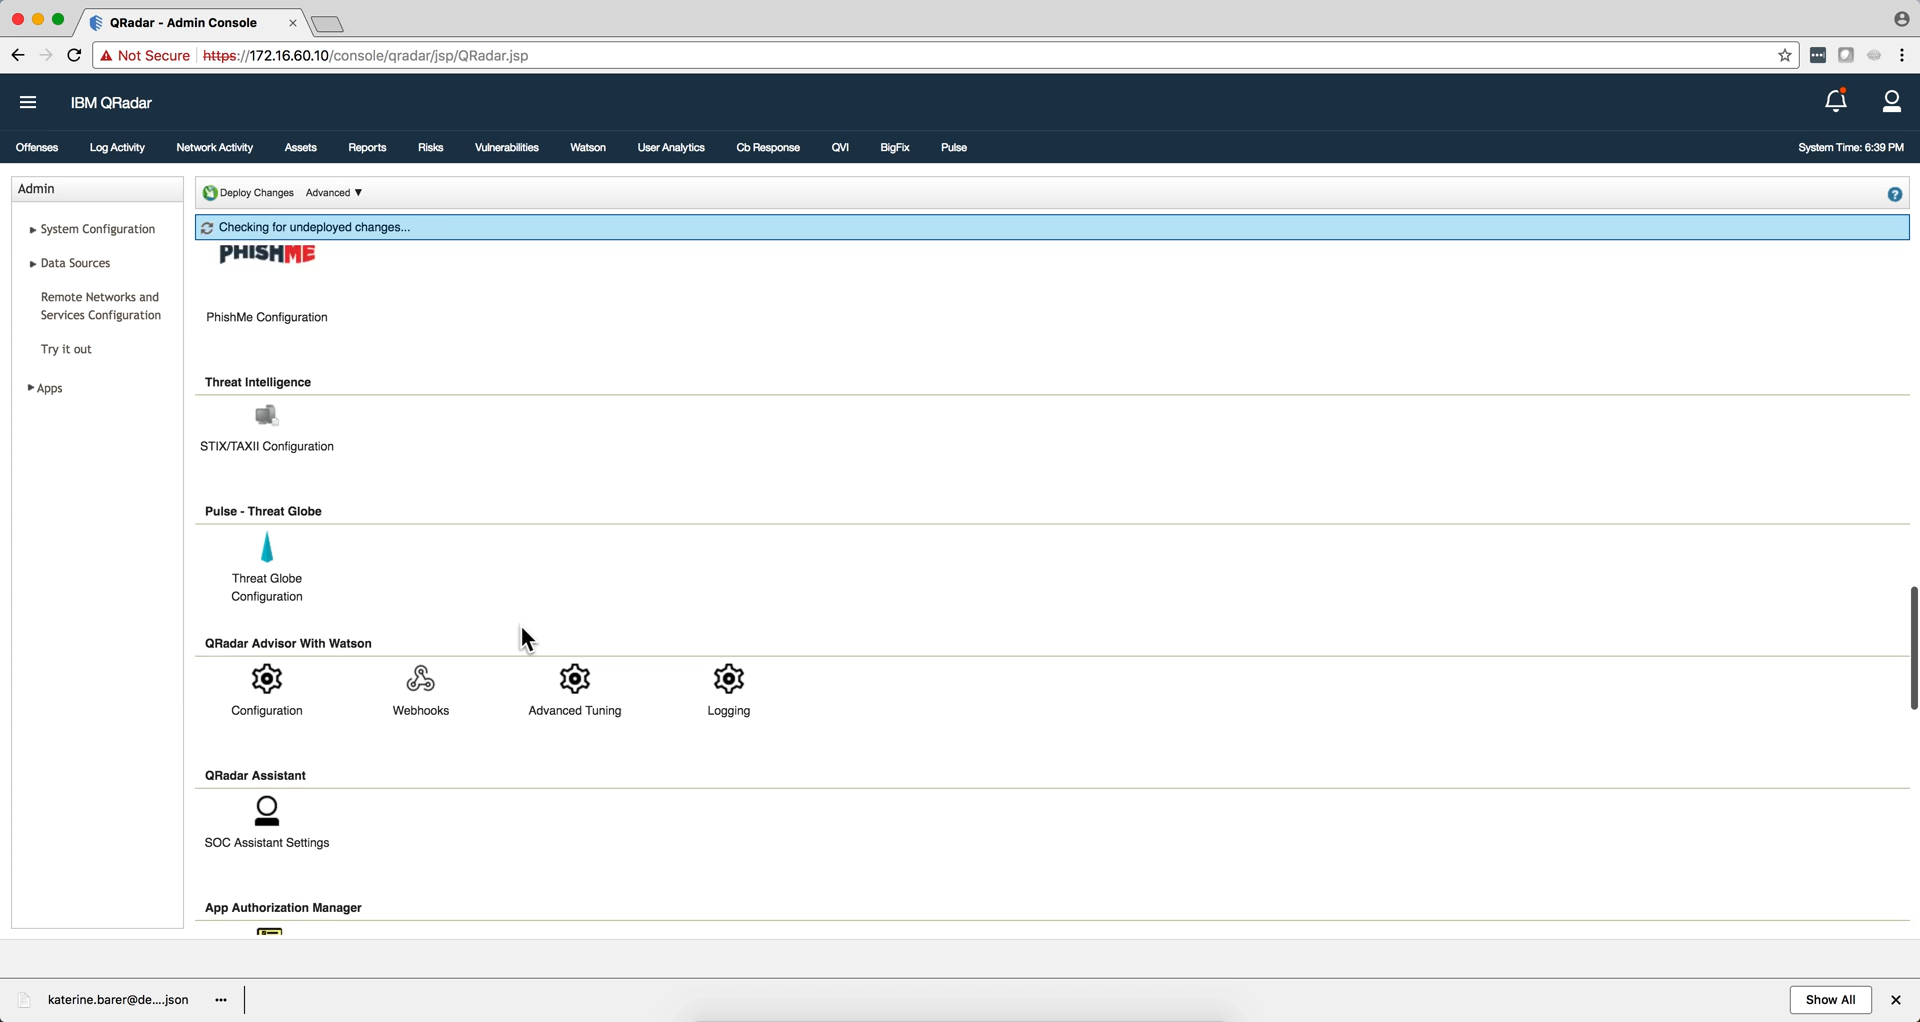 QRadar - Admin Console
Not Secure https://172.16.60.10/console/qradar/jsp/QRadar.jsp
IBM QRadar
Offenses Log Activity Network Activity Assets Reports Risks Vulnerabilities Watson User Analytics Cb Response QVI BigFix Pulse System Time: 6:39 PM
Admin
System Configuration
Data Sources
Remote Networks and
Services Configuration
Try it out
Apps
Deploy Changes Advanced ▼ ?
Checking for undeployed changes...
PHISHME
PhishMe Configuration
Threat Intelligence
STIX/TAXII Configuration
Pulse - Threat Globe
Threat Globe
Configuration
QRadar Advisor With Watson
Configuration Webhooks Advanced Tuning Logging
QRadar Assistant
SOC Assistant Settings
App Authorization Manager
katerine.barer@de....json
Show All